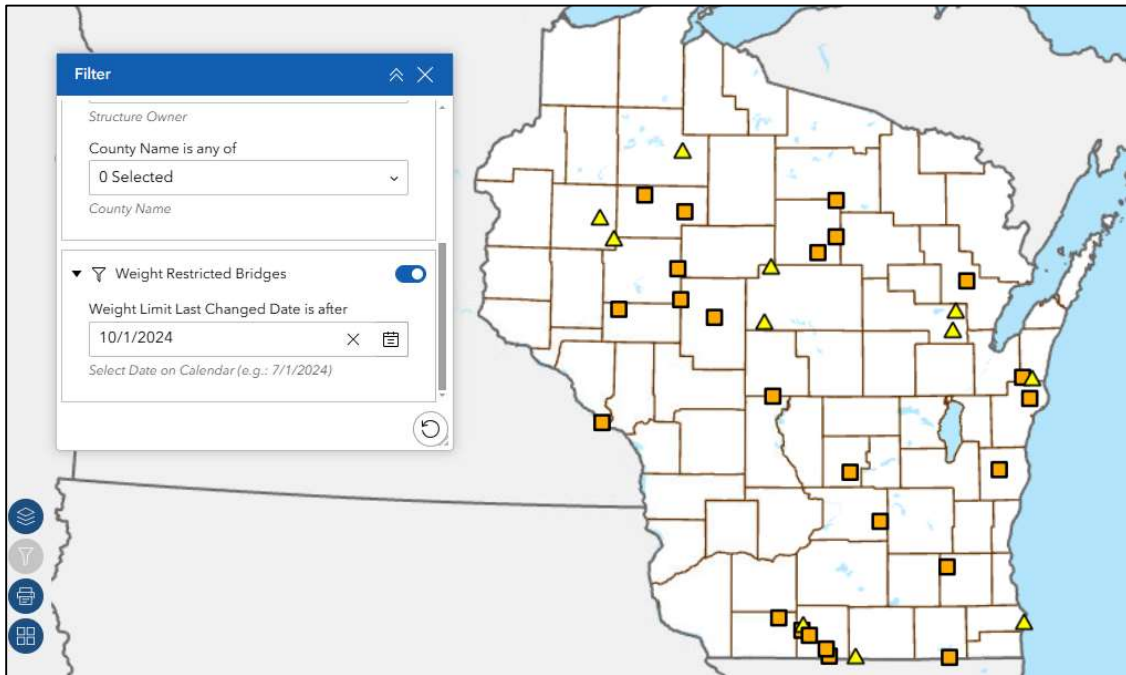 Filter
Structure Owner
County Name is any of
0 Selected
County Name
Weight Restricted Bridges
Weight Limit Last Changed Date is after
10/1/2024
Select Date on Calendar (e.g.: 7/1/2024)